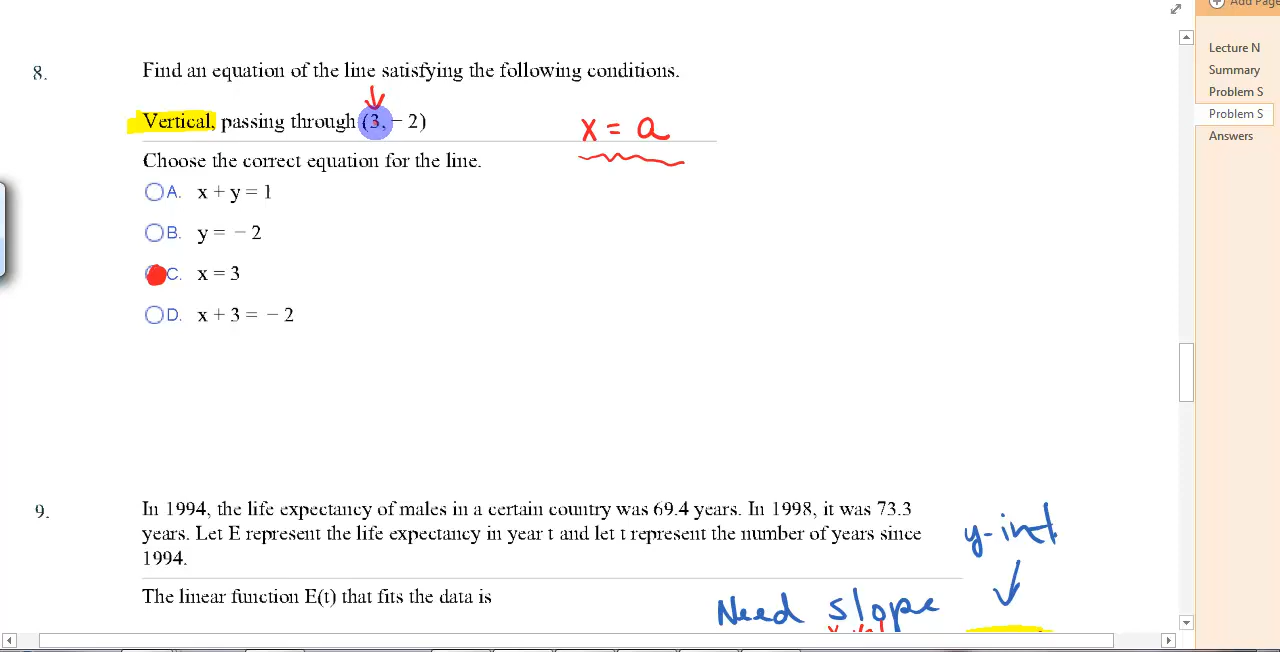 Add Page
Lecture N
Summary
Problem S
Problem S
Answers
8.
Find an equation of the line satisfying the following conditions.
Vertical, passing through (3, − 2)
x = a
Choose the correct equation for the line.
A. x + y = 1
B. y = − 2
C. x = 3
D. x + 3 = − 2
9.
In 1994, the life expectancy of males in a certain country was 69.4 years. In 1998, it was 73.3
years. Let E represent the life expectancy in year t and let t represent the number of years since
1994.
y-int
The linear function E(t) that fits the data is
Need slope